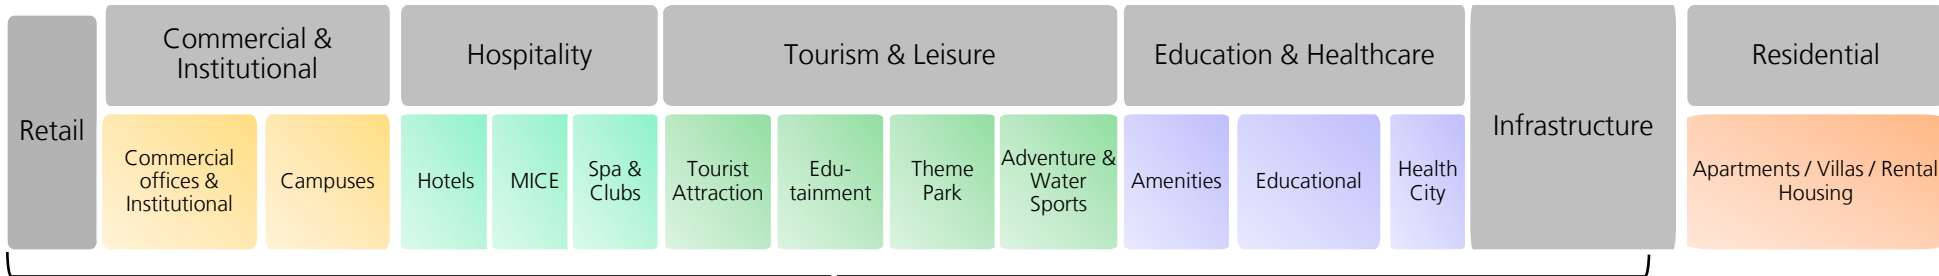 Retail
Commercial &
Institutional
Hospitality
Tourism & Leisure
Education & Healthcare
Infrastructure
Residential
Commercial
offices &
Institutional
Campuses
Hotels
MICE
Spa &
Clubs
Tourist
Attraction
Edu-
tainment
Theme
Park
Adventure &
Water
Sports
Amenities
Educational
Health
City
Apartments / Villas / Rental
Housing